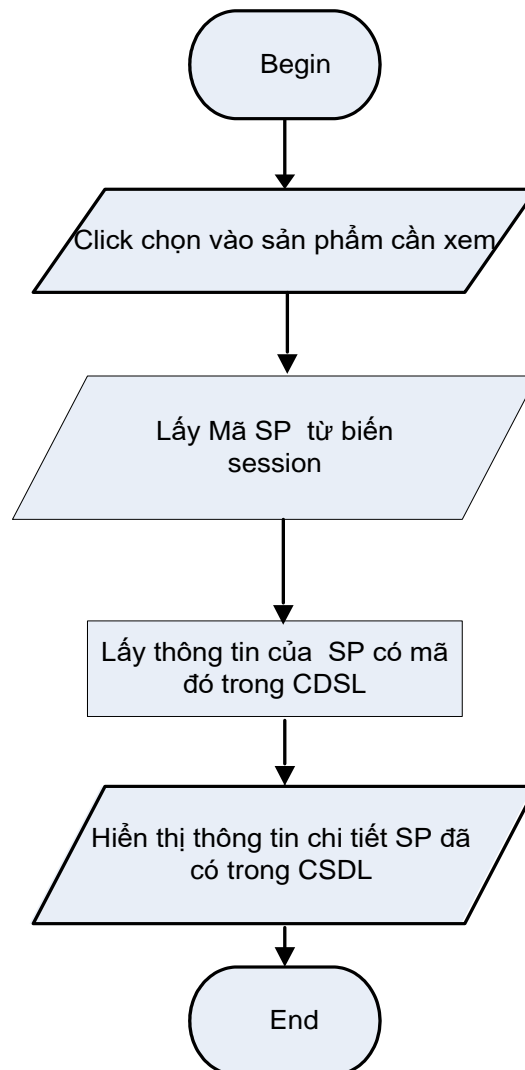 Begin
Click chọn vào sản phẩm cần xem
Lấy Mã SP từ biến
session
Lấy thông tin của SP có mã
đó trong CDSL
Hiển thị thông tin chi tiết SP đã
có trong CSDL
End